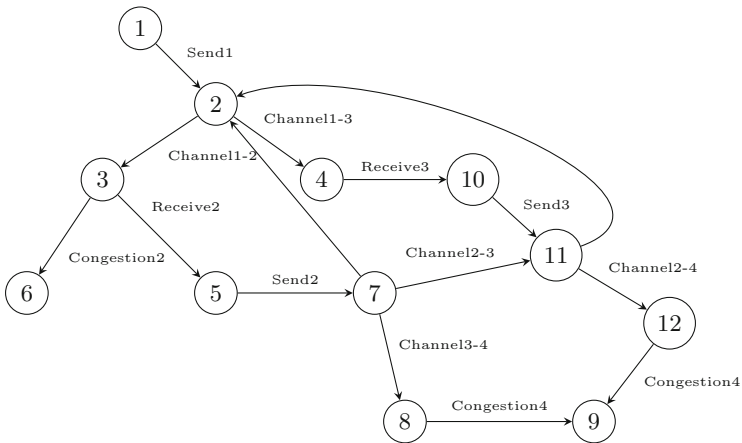 1
Send1
2
Channel1-3
Channel1-2
3
4
Receive3
10
Receive2
Send3
Congestion2
Channel2-3
11
Channel2-4
6
5
Send2
7
12
Channel3-4
Congestion4
8
Congestion4
9